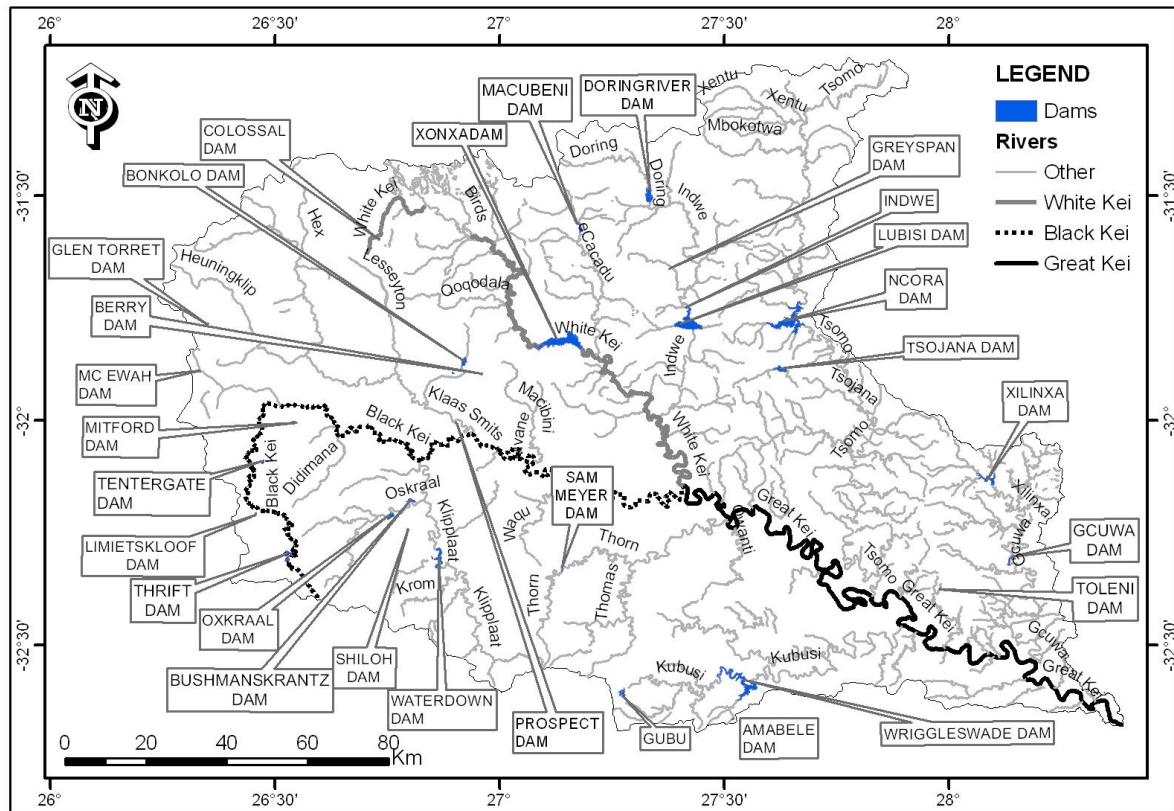 26°
26°30'
27°
27°30'
28°
N
MACUBENI
DAM
DORINGRIVER
DAM
LEGEND
Dams
Rivers
Other
White Kei
Black Kei
Great Kei
COLOSSAL
DAM
XONXADAM
BONKOLO DAM
GREYSPAN
DAM
INDWE
LUBISI DAM
GLEN TORRET
DAM
BERRY
DAM
NCORA
DAM
TSOJANA DAM
MC EWAH
DAM
XILINXA
DAM
MITFORD
DAM
TENTERGATE
DAM
SAM
MEYER
DAM
LIMIETSKLOOF
DAM
GCUWA
DAM
THRIFT
DAM
TOLENI
DAM
OXKRAAL
DAM
SHILOH
DAM
BUSHMANSKRANTZ
DAM
WATERDOWN
DAM
PROSPECT
DAM
GUBU
AMABELE
DAM
WRIGGLESWADE DAM
Xentu
Xentu
Tsomo
Mbokotwa
Doring
Doring
Indwe
White Kei
Birds
Hex
eCacadu
Lesseyton
Heuningklip
Qoqodala
White Kei
Indwe
Tsomo
Tsojana
Macibini
Klaas Smits
Black Kei
White Kei
Tsomo
Black Kei
Didimana
Oskraal
Klipplaat
Waqu
Thorn
Great Kei
Xilinxa
Gcuwa
Krom
Klipplaat
Thorn
Thomas
Tsomo
Great Kei
Gcuwa
Kubusi
Kubusi
Great Kei
-31°30'
-31°30'
-32°
-32°
-32°30'
-32°30'
0
20
40
60
80
Km
26°
26°30'
27°
27°30'
28°